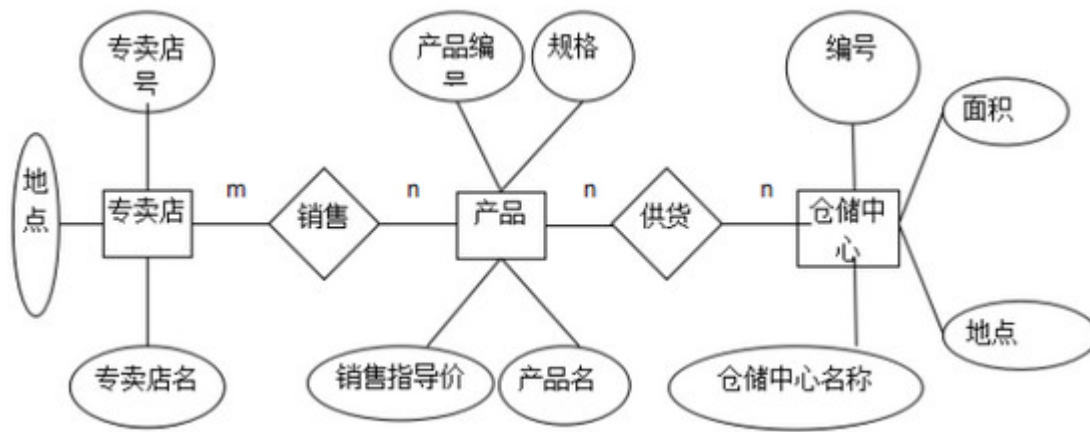 专卖店
号
产品编
号
规格
编号
面积
地
点
专卖店
m
销售
n
产品
n
供货
n
仓储中
心
地点
专卖店名
销售指导价
产品名
仓储中心名称